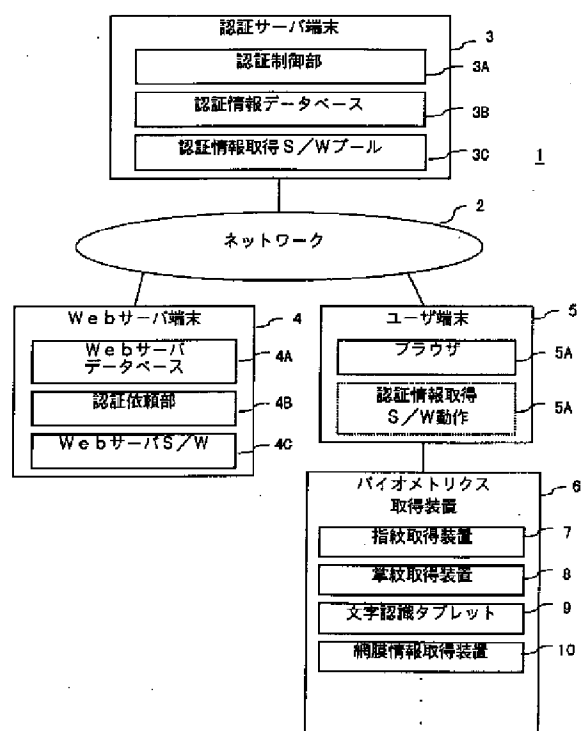 認証サーバ端末
3
認証制御部
3A
認証情報データベース
3B
認証情報取得S/Wプール
3C
1
2
ネットワーク
Webサーバ端末
4
Webサーバ
データベース
4A
認証依頼部
4B
WebサーバS/W
4C
ユーザ端末
5
ブラウザ
5A
認証情報取得
S/W動作
5A
バイオメトリクス
取得装置
6
指紋取得装置
7
掌紋取得装置
8
文字認識タブレット
9
網膜情報取得装置
10